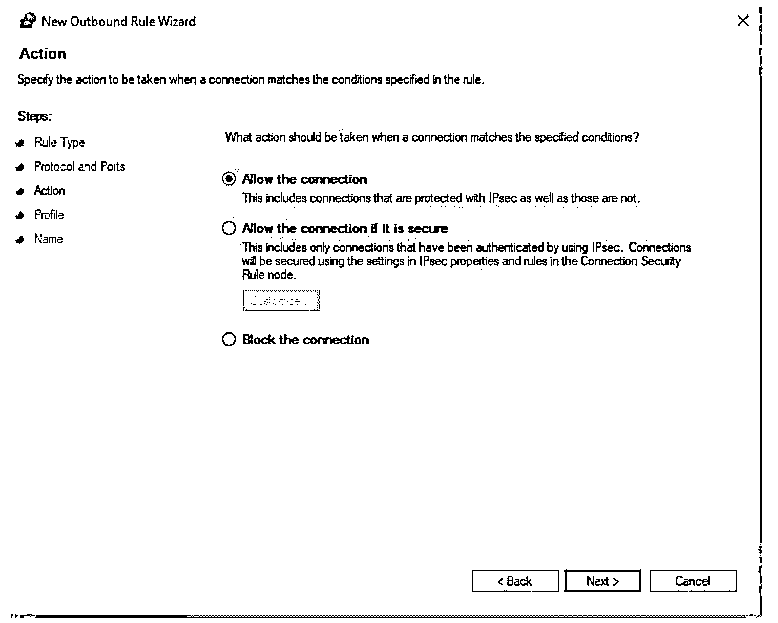 New Outbound Rule Wizard
Action
Specify the action to be taken when a connection matches the conditions specified in the rule.
Steps:
Rule Type
Protocol and Ports
Action
Profile
Name
What action should be taken when a connection matches the specified conditions?
Allow the connection
This includes connections that are protected with IPsec as well as those are not.
Allow the connection if it is secure
This includes only connections that have been authenticated by using IPsec. Connections
will be secured using the settings in IPsec properties and rules in the Connection Security
Rule node.
Customize...
Block the connection
< Back
Next >
Cancel